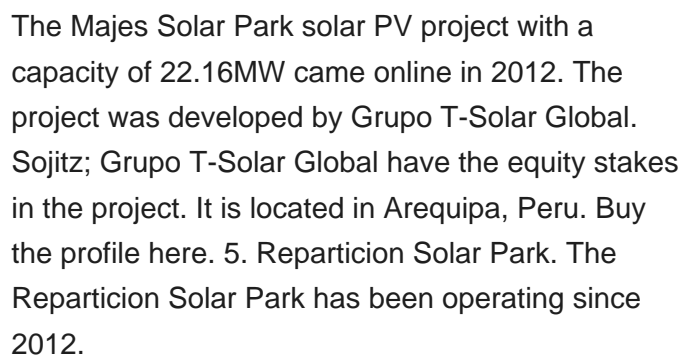 The Majes Solar Park solar PV project with a
capacity of 22.16MW came online in 2012. The
project was developed by Grupo T-Solar Global.
Sojitz; Grupo T-Solar Global have the equity stakes
in the project. It is located in Arequipa, Peru. Buy
the profile here. 5. Reparticion Solar Park. The
Reparticion Solar Park has been operating since
2012.